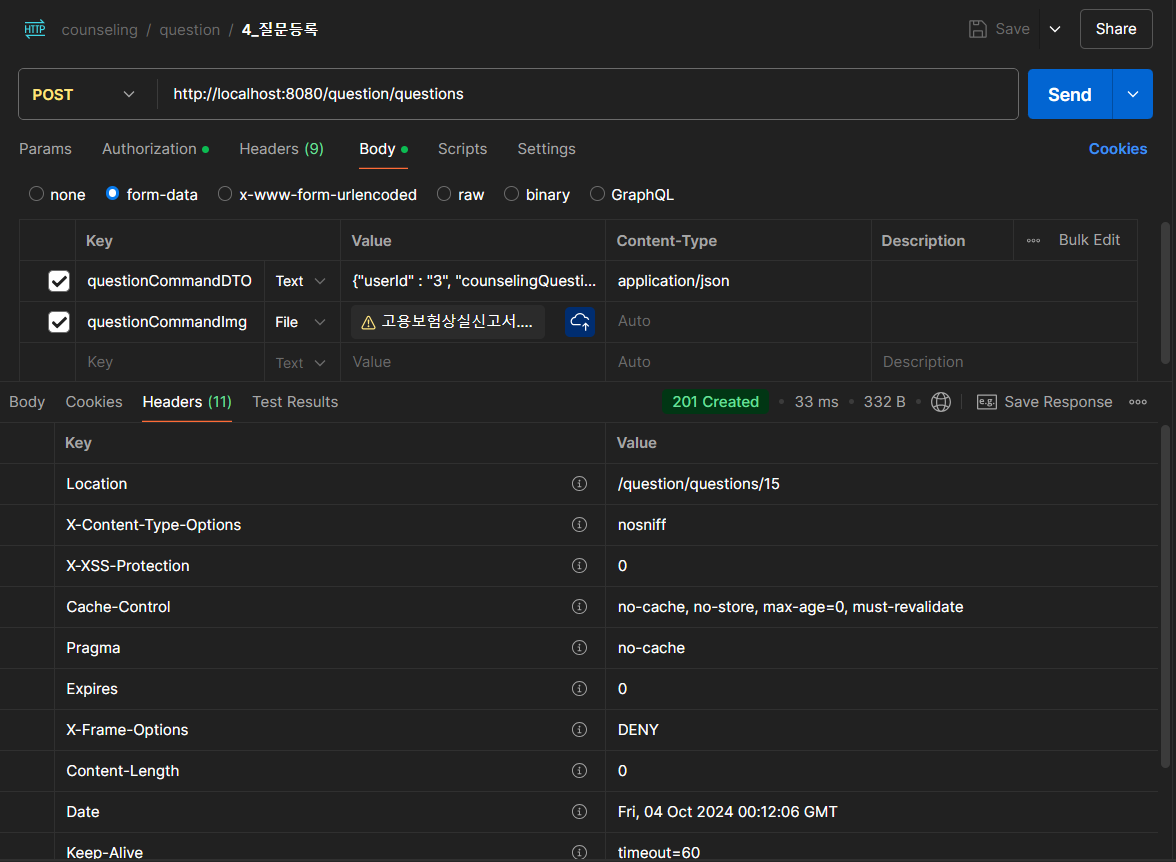 HTTP counseling / question / 4_질문등록 Save Share
POST http://localhost:8080/question/questions Send
Params Authorization Headers (9) Body Scripts Settings Cookies
none form-data x-www-form-urlencoded raw binary GraphQL
Key Value Content-Type Description Bulk Edit
questionCommandDTO Text {"userId" : "3", "counselingQuesti... application/json
questionCommandImg File 고용보험상실신고서.... Auto
Key Text Value Auto Description
Body Cookies Headers (11) Test Results 201 Created 33 ms 332 B e.g. Save Response
Key Value
Location /question/questions/15
X-Content-Type-Options nosniff
X-XSS-Protection 0
Cache-Control no-cache, no-store, max-age=0, must-revalidate
Pragma no-cache
Expires 0
X-Frame-Options DENY
Content-Length 0
Date Fri, 04 Oct 2024 00:12:06 GMT
Keep-Alive timeout=60